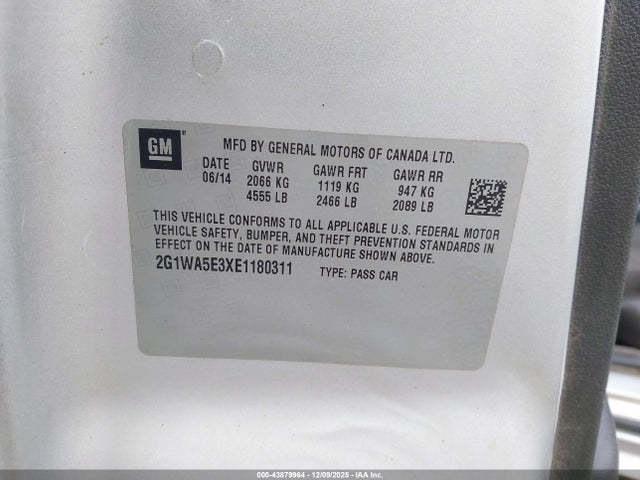 GM
MFD BY GENERAL MOTORS OF CANADA LTD.
DATE GVWR GAWR FRT GAWR RR
06/14 2066 KG 1119 KG 947 KG
4555 LB 2466 LB 2089 LB
THIS VEHICLE CONFORMS TO ALL APPLICABLE U.S. FEDERAL MOTOR
VEHICLE SAFETY, BUMPER, AND THEFT PREVENTION STANDARDS IN
EFFECT ON THE DATE OF MANUFACTURE SHOWN ABOVE.
2G1WA5E3XE1180311 TYPE: PASS CAR
000-43879964 | 12/09/2025 - IAA Inc.